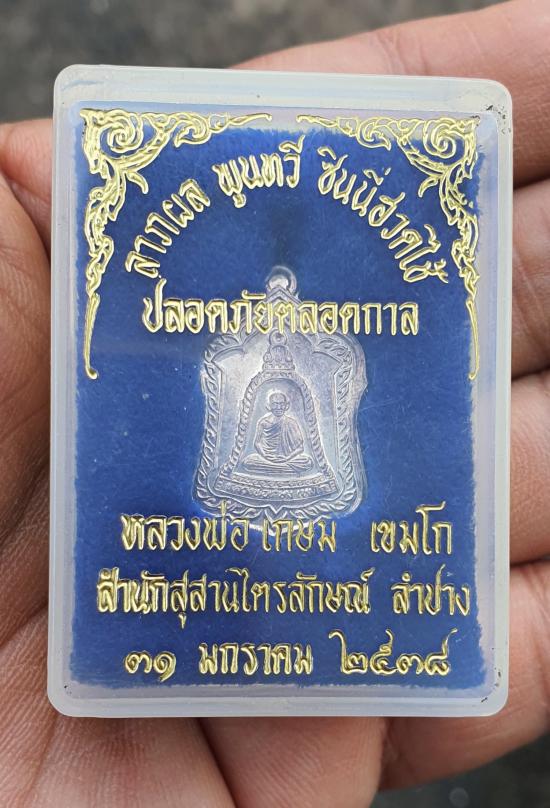 ลาภผล พูนทวี ชินนี่ฮวดไช้
ปลอดภัยตลอดกาล
หลวงพ่อ เกษม เขมโก
สำนักสุสานไตรลักษณ์ ลำปาง
๓๑ มกราคม ๒๕๓๘